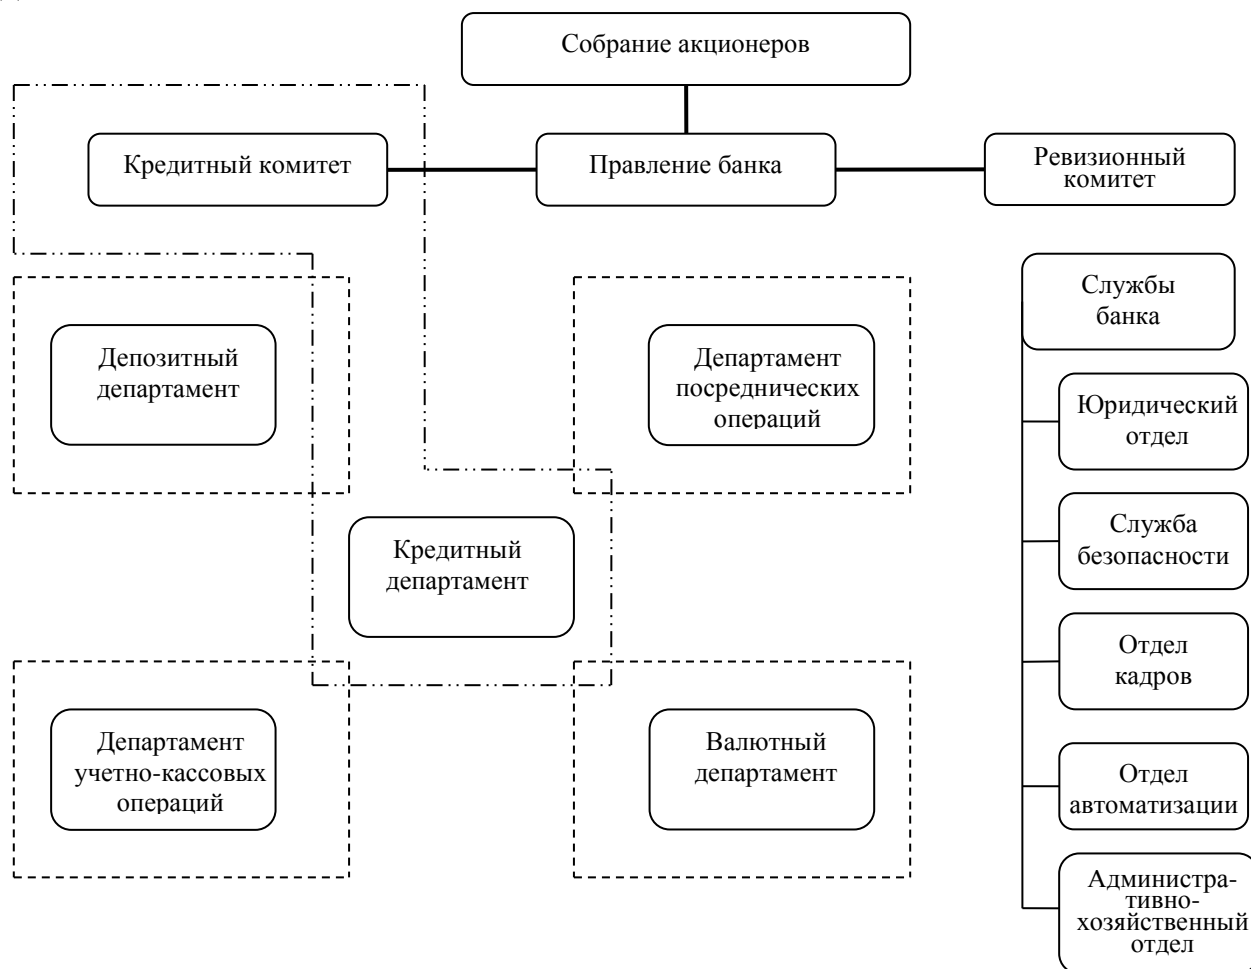 Собрание акционеров
Кредитный комитет
Правление банка
Ревизионный
комитет
Службы
банка
Депозитный
департамент
Департамент
посреднических
операций
Юридический
отдел
Кредитный
департамент
Служба
безопасности
Отдел
кадров
Департамент
учетно-кассовых
операций
Валютный
департамент
Отдел
автоматизации
Администра-
тивно-
хозяйственный
отдел